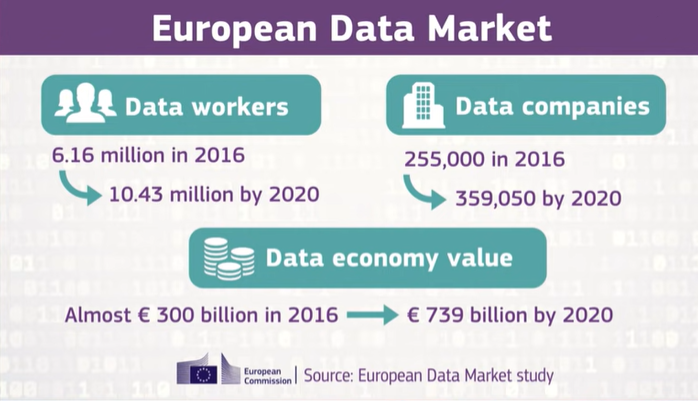 European Data Market
Data workers
6.16 million in 2016
10.43 million by 2020
Data companies
255,000 in 2016
359,050 by 2020
Data economy value
Almost € 300 billion in 2016
€ 739 billion by 2020
European
Commission
Source: European Data Market study